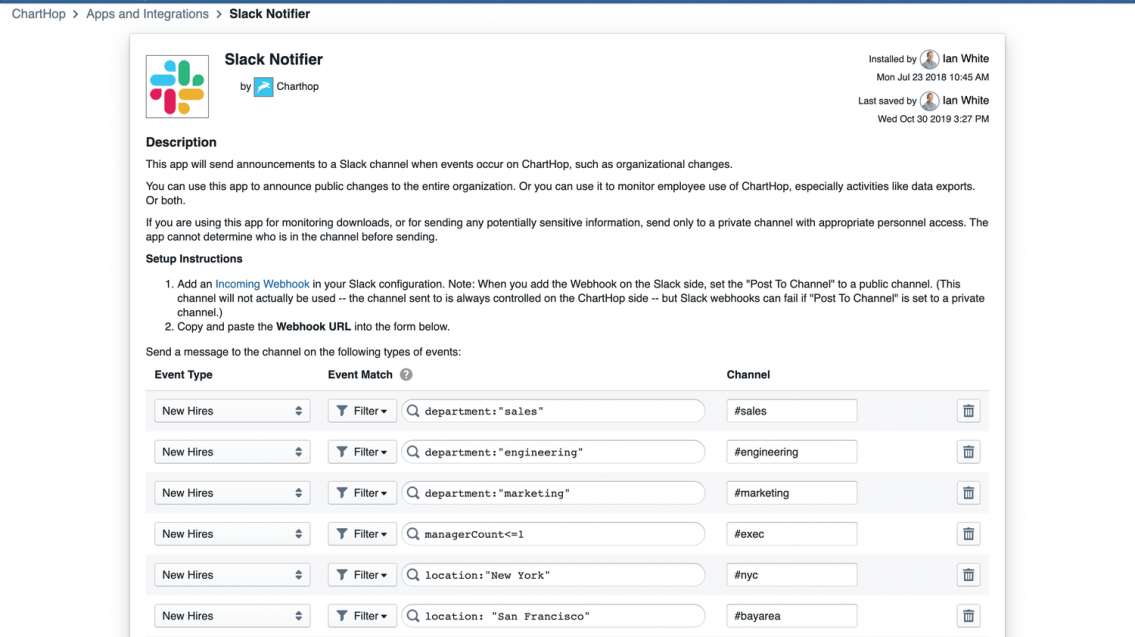 ChartHop > Apps and Integrations > Slack Notifier
Slack Notifier
by Charthop
Installed by Ian White
Mon Jul 23 2018 10:45 AM
Last saved by Ian White
Wed Oct 30 2019 3:27 PM
Description
This app will send announcements to a Slack channel when events occur on ChartHop, such as organizational changes.
You can use this app to announce public changes to the entire organization. Or you can use it to monitor employee use of ChartHop, especially activities like data exports.
Or both.
If you are using this app for monitoring downloads, or for sending any potentially sensitive information, send only to a private channel with appropriate personnel access. The
app cannot determine who is in the channel before sending.
Setup Instructions
1. Add an Incoming Webhook in your Slack configuration. Note: When you add the Webhook on the Slack side, set the "Post To Channel" to a public channel. (This
channel will not actually be used -- the channel sent to is always controlled on the ChartHop side -- but Slack webhooks can fail if "Post To Channel" is set to a private
channel.)
2. Copy and paste the Webhook URL into the form below.
Send a message to the channel on the following types of events:
Event Type Event Match ? Channel
New Hires Filter department:"sales" #sales
New Hires Filter department:"engineering" #engineering
New Hires Filter department:"marketing" #marketing
New Hires Filter managerCount<=1 #exec
New Hires Filter location:"New York" #nyc
New Hires Filter location: "San Francisco" #bayarea